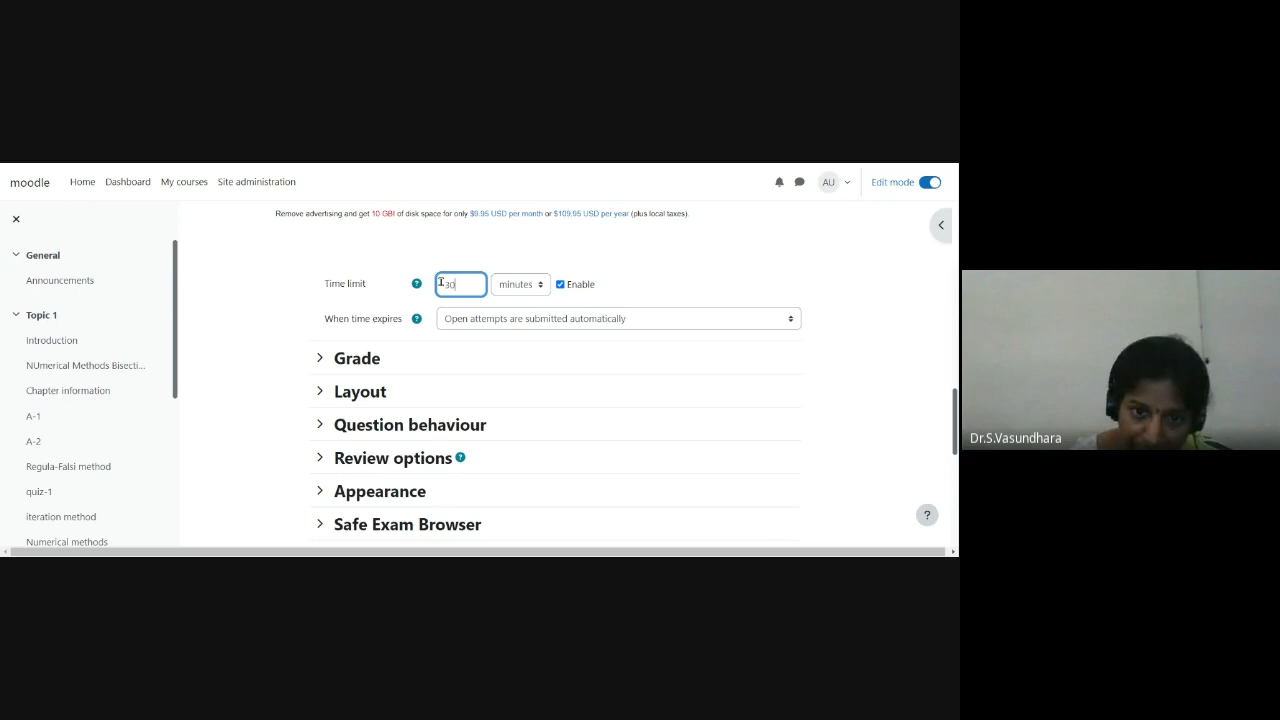 moodle Home Dashboard My courses Site administration AU Edit mode
Remove advertising and get 10 GB! of disk space for only $9.95 USD per month or $109.95 USD per year (plus local taxes).
General
Announcements
Topic 1
Introduction
NUmerical Methods Bisecti...
Chapter information
A-1
A-2
Regula-Falsi method
quiz-1
iteration method
Numerical methods
Time limit ? 30 minutes Enable
When time expires ? Open attempts are submitted automatically
Grade
Layout
Question behaviour
Review options ?
Appearance
Safe Exam Browser
?
Dr.S.Vasundhara